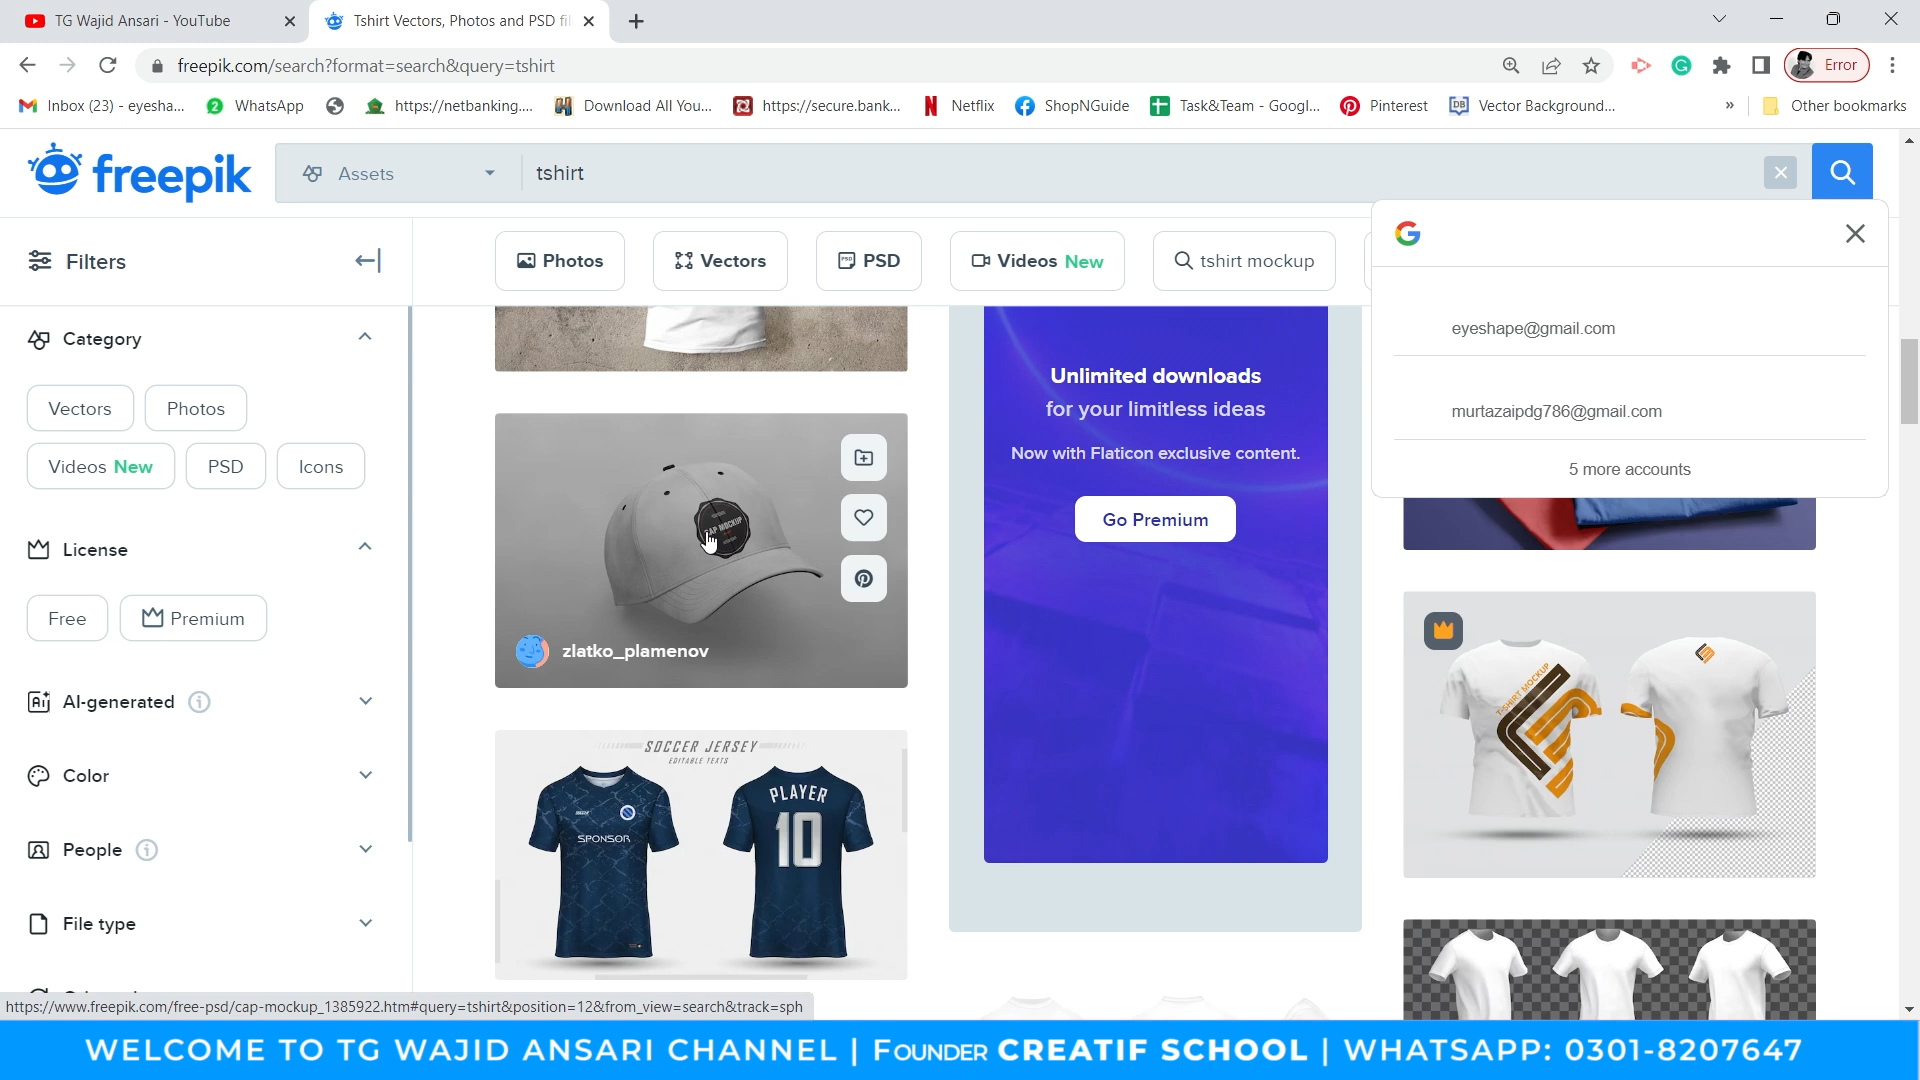 TG Wajid Ansari - YouTube
Tshirt Vectors, Photos and PSD fil
freepik.com/search?format=search&query=tshirt
Error
Inbox (23) - eyesha...
WhatsApp
https://netbanking....
Download All You...
https://secure.bank...
Netflix
ShopNGuide
Task&Team - Googl...
Pinterest
Vector Background...
»
Other bookmarks
freepik
Assets
tshirt
Filters
Photos
Vectors
PSD
Videos New
tshirt mockup
Category
Vectors
Photos
Videos New
PSD
Icons
License
Free
Premium
AI-generated
Color
People
File type
CAP MOCKUP
zlatko_plamenov
SOCCER JERSEY
EDITABLE TEXTS
SPONSOR
PLAYER
10
Unlimited downloads
for your limitless ideas
Now with Flaticon exclusive content.
Go Premium
eyeshape@gmail.com
murtazaipdg786@gmail.com
5 more accounts
T-SHIRT MOCKUP
https://www.freepik.com/free-psd/cap-mockup_1385922.htm#query=tshirt&position=12&from_view=search&track=sph
WELCOME TO TG WAJID ANSARI CHANNEL | FOUNDER CREATIF SCHOOL | WHATSAPP: 0301-8207647